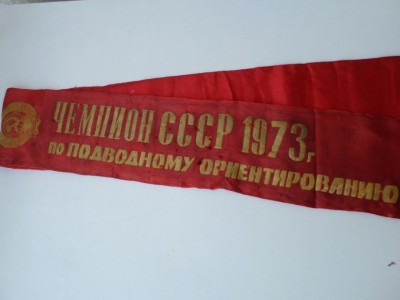 ЧЕМПИОН СССР 1973г
ПО ПОДВОДНОМУ ОРИЕНТИРОВАНИЮ